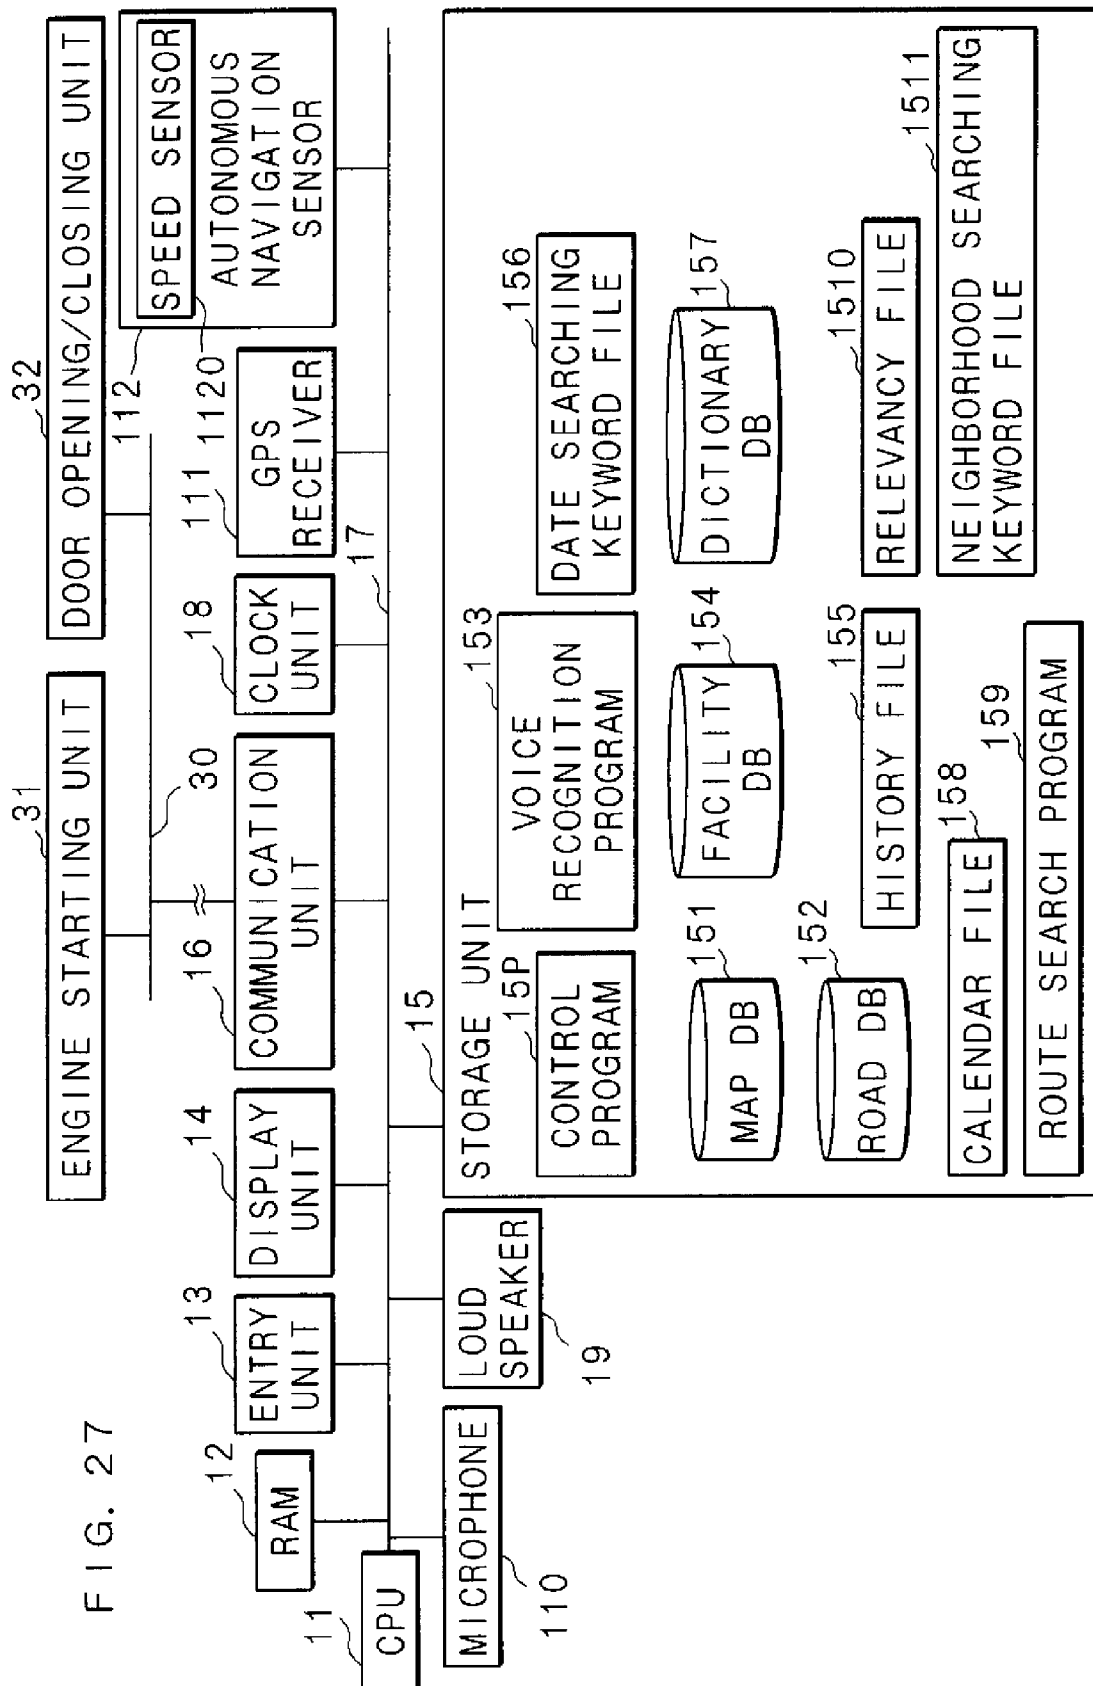 FIG. 27
31
ENGINE STARTING UNIT
32
DOOR OPENING/CLOSING UNIT
30
11
CPU
12
RAM
13
ENTRY
UNIT
14
DISPLAY
UNIT
16
COMMUNICATION
UNIT
18
CLOCK
UNIT
111
GPS
RECEIVER
112
1120
SPEED SENSOR
AUTONOMOUS
NAVIGATION
SENSOR
17
MICROPHONE
110
LOUD
SPEAKER
19
15
STORAGE UNIT
15P
CONTROL
PROGRAM
153
VOICE
RECOGNITION
PROGRAM
156
DATE SEARCHING
KEYWORD FILE
151
MAP DB
154
FACILITY
DB
157
DICTIONARY
DB
152
ROAD DB
155
HISTORY FILE
1510
RELEVANCY FILE
158
CALENDAR FILE
1511
NEIGHBORHOOD SEARCHING
KEYWORD FILE
159
ROUTE SEARCH PROGRAM